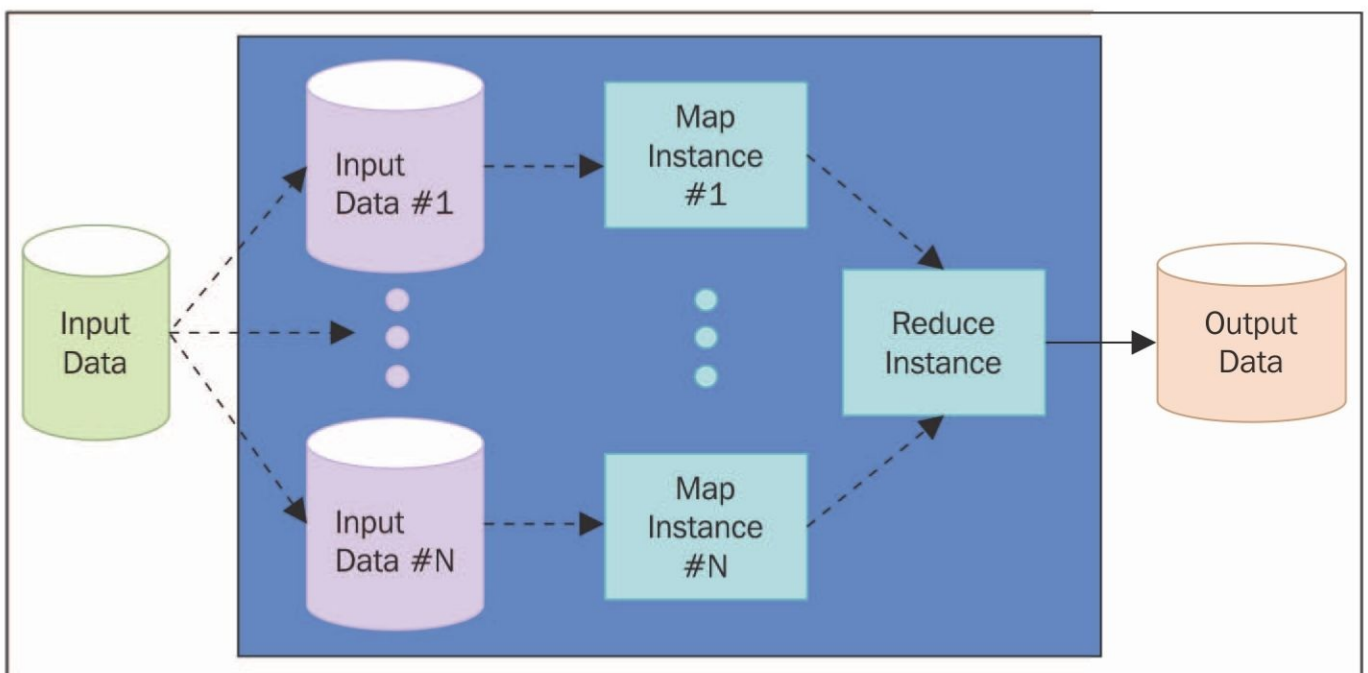 Input
Data
Input
Data #1
Map
Instance
#1
Input
Data #N
Map
Instance
#N
Reduce
Instance
Output
Data